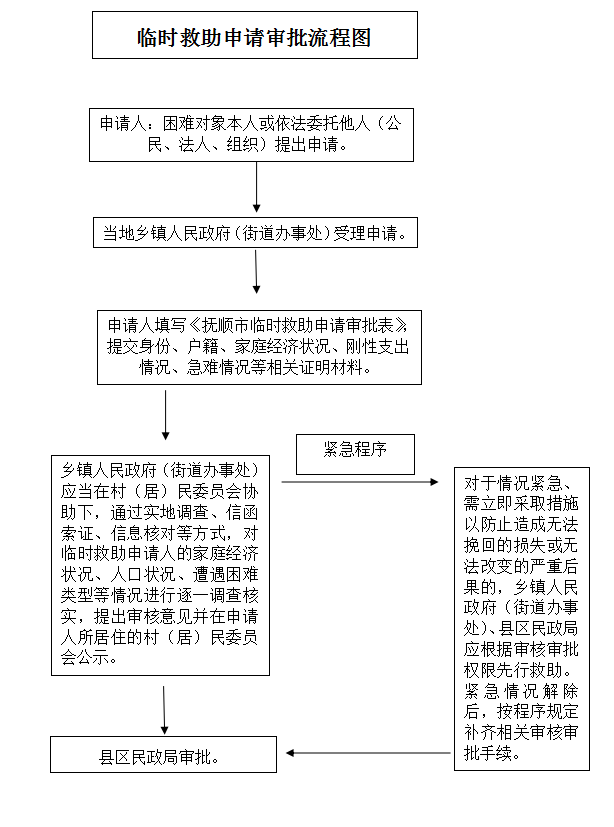 临时救助申请审批流程图
申请人：困难对象本人或依法委托他人（公
民、法人、组织）提出申请。
当地乡镇人民政府（街道办事处）受理申请。
申请人填写《抚顺市临时救助申请审批表》，
提交身份、户籍、家庭经济状况、刚性支出
情况、急难情况等相关证明材料。
紧急程序
乡镇人民政府（街道办事处）
应当在村（居）民委员会协
助下，通过实地调查、信函
索证、信息核对等方式，对
临时救助申请人的家庭经济
状况、人口状况、遭遇困难
类型等情况进行逐一调查核
实，提出审核意见并在申请
人所居住的村（居）民委员
会公示。
对于情况紧急、
需立即采取措施
以防止造成无法
挽回的损失或无
法改变的严重后
果的，乡镇人民
政府（街道办事
处）、县区民政局
应根据审核审批
权限先行救助。
紧急情况解除
后，按程序规定
补齐相关审核审
批手续。
县区民政局审批。